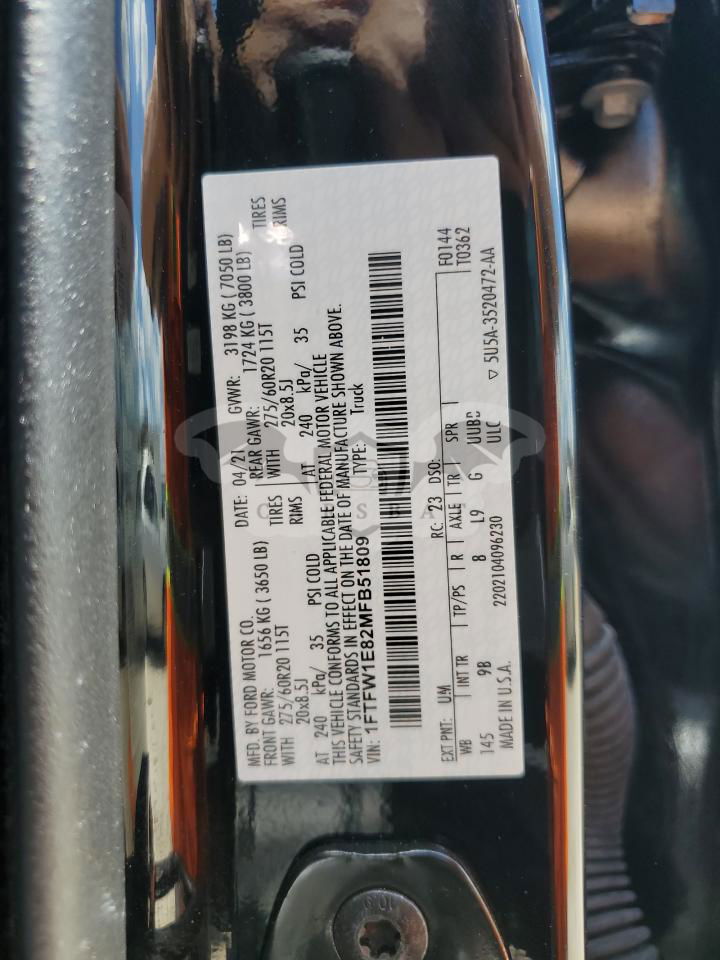 MFD. BY FORD MOTOR CO.
DATE: 04/21 GVWR: 3198 KG ( 7050 LB)
FRONT GAWR: 1656 KG ( 3650 LB) REAR GAWR: 1724 KG ( 3800 LB)
WITH 275/60R20 115T TIRES WITH 275/60R20 115T TIRES
20x8.5J RIMS 20x8.5J RIMS
AT 240 kPa/ 35 PSI COLD AT 240 kPa/ 35 PSI COLD
THIS VEHICLE CONFORMS TO ALL APPLICABLE FEDERAL MOTOR VEHICLE
SAFETY STANDARDS IN EFFECT ON THE DATE OF MANUFACTURE SHOWN ABOVE.
VIN: 1FTFW1E82MFB51809 TYPE: Truck
EXT PNT: UM RC: 23 DSO: F0144
WB INT TR TP/PS R AXLE TR SPR T0362
145 9B 8 L9 G UUBD
2202104096230 ULC
MADE IN U.S.A. ▽ 5U5A-3520472-AA